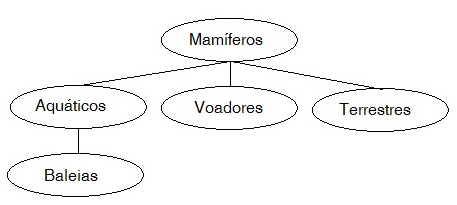 Mamíferos
Aquáticos
Voadores
Terrestres
Baleias